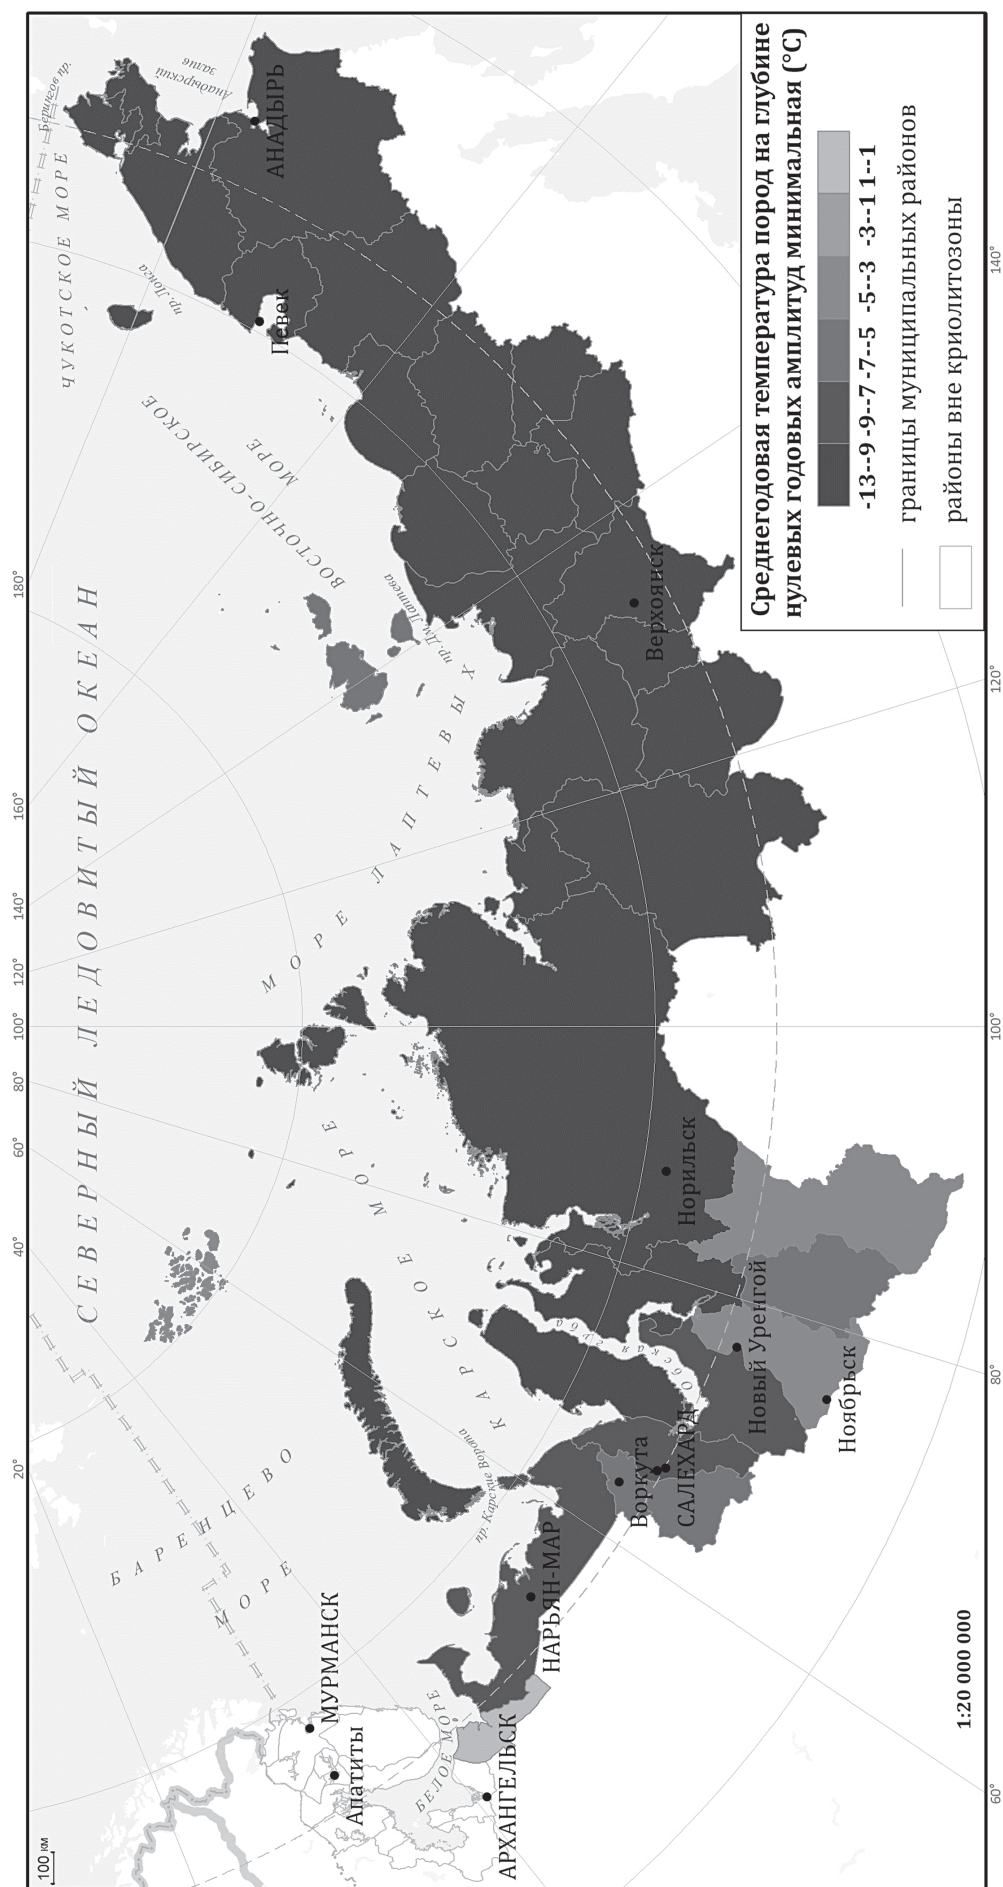 180°
160°
140°
120°
100°
80°
60°
40°
20°
СЕВЕРНЫЙ ЛЕДОВИТЫЙ ОКЕАН
ЧУКОТСКОЕ МОРЕ
Берингов пр.
Анадырский
залив
пр. Лонга
ВОСТОЧНО-СИБИРСКОЕ
МОРЕ
пр. Дм. Лаптева
МОРЕ ЛАПТЕВЫХ
КАРСКОЕ МОРЕ
Обская губа
пр. Карские Ворота
БАРЕНЦЕВО
МОРЕ
БЕЛОЕ МОРЕ
АНАДЫРЬ
Певек
Верхоянск
Норильск
Новый Уренгой
Ноябрьск
САЛЕХАРД
Воркута
НАРЬЯН-МАР
МУРМАНСК
Апатиты
АРХАНГЕЛЬСК
100 км
1:20 000 000
60°
80°
100°
120°
140°
Среднегодовая температура пород на глубине
нулевых годовых амплитуд минимальная (°C)
-13--9 -9--7 -7--5 -5--3 -3--1 1--1
границы муниципальных районов
районы вне криолитозоны